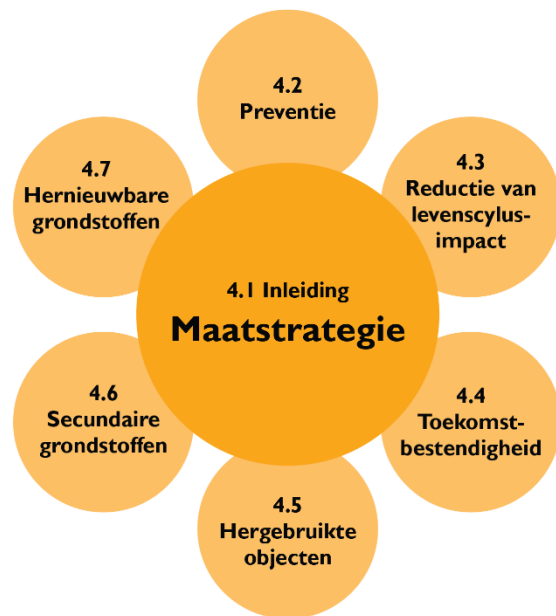 4.1 Inleiding
Maatstrategie
4.2
Preventie
4.3
Reductie van
levenscylus-
impact
4.4
Toekomst-
bestendigheid
4.5
Hergebruikte
objecten
4.6
Secundaire
grondstoffen
4.7
Hernieuwbare
grondstoffen